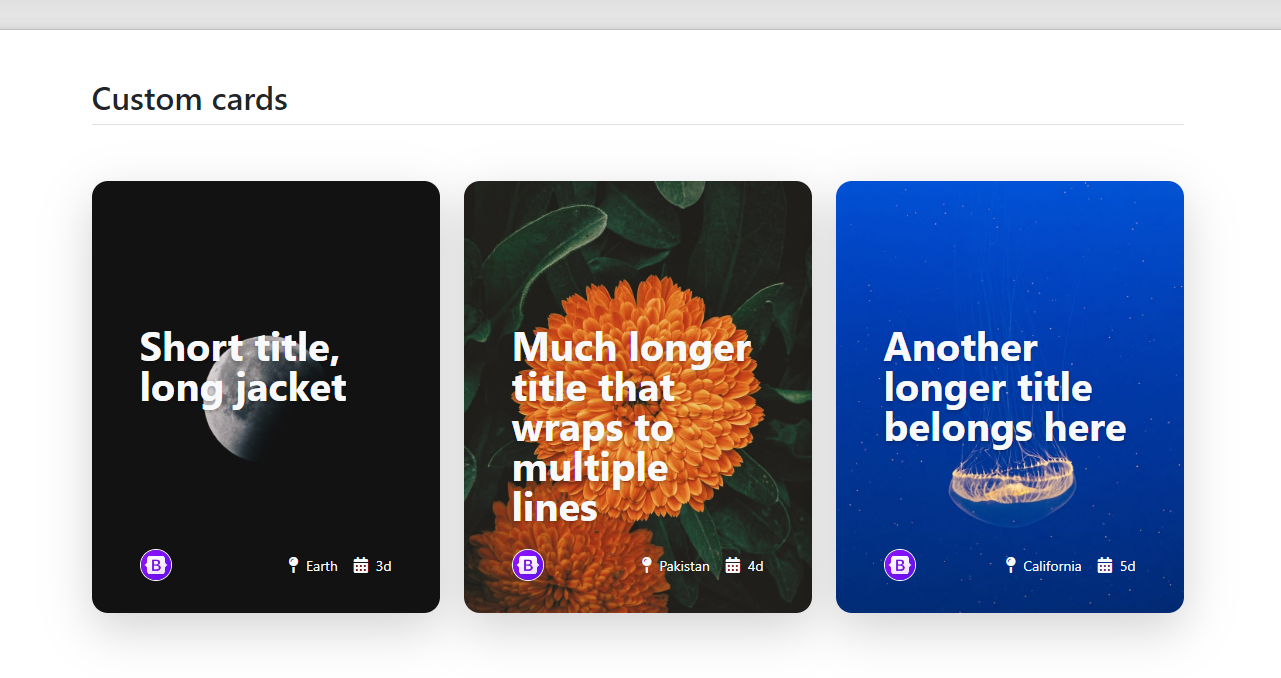 Custom cards
Short title,
long jacket
B
Earth
3d
Much longer
title that
wraps to
multiple
lines
B
Pakistan
4d
Another
longer title
belongs here
B
California
5d